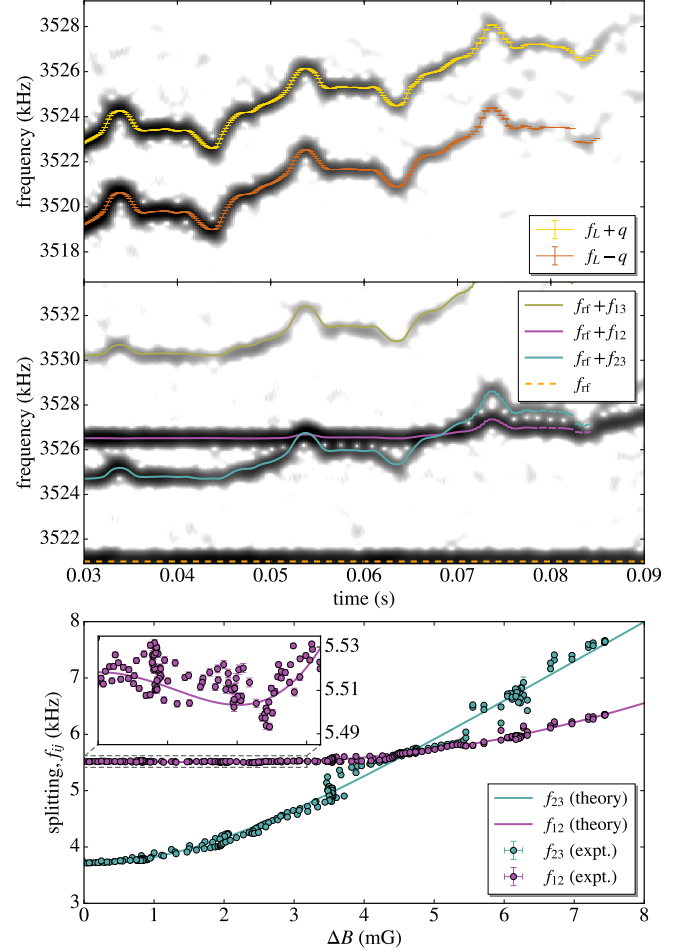 3528
3526
3524
3522
3520
3518
frequency (kHz)
f_L + q
f_L − q
3532
3530
3528
3526
3524
3521
frequency (kHz)
f_rf + f_13
f_rf + f_12
f_rf + f_23
f_rf
0.03 0.04 0.05 0.06 0.07 0.08 0.09
time (s)
8
7
6
5
4
3
splitting, f_ij (kHz)
5.53
5.51
5.49
f_23 (theory)
f_12 (theory)
f_23 (expt.)
f_12 (expt.)
0 1 2 3 4 5 6 7 8
ΔB (mG)